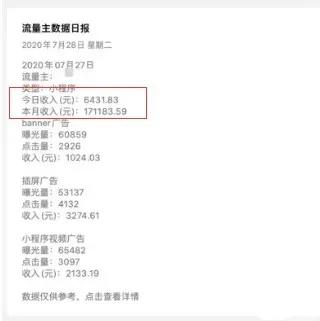 流量主数据日报
2020年7月28日 星期二
2020年07月27日
流量主：
类型：小程序
今日收入(元)：6431.83
本月收入(元)：171183.59
banner广告
曝光量：60859
点击量：2926
收入(元)：1024.03
插屏广告
曝光量：53137
点击量：4132
收入(元)：3274.61
小程序视频广告
曝光量：65482
点击量：3097
收入(元)：2133.19
数据仅供参考，点击查看详情